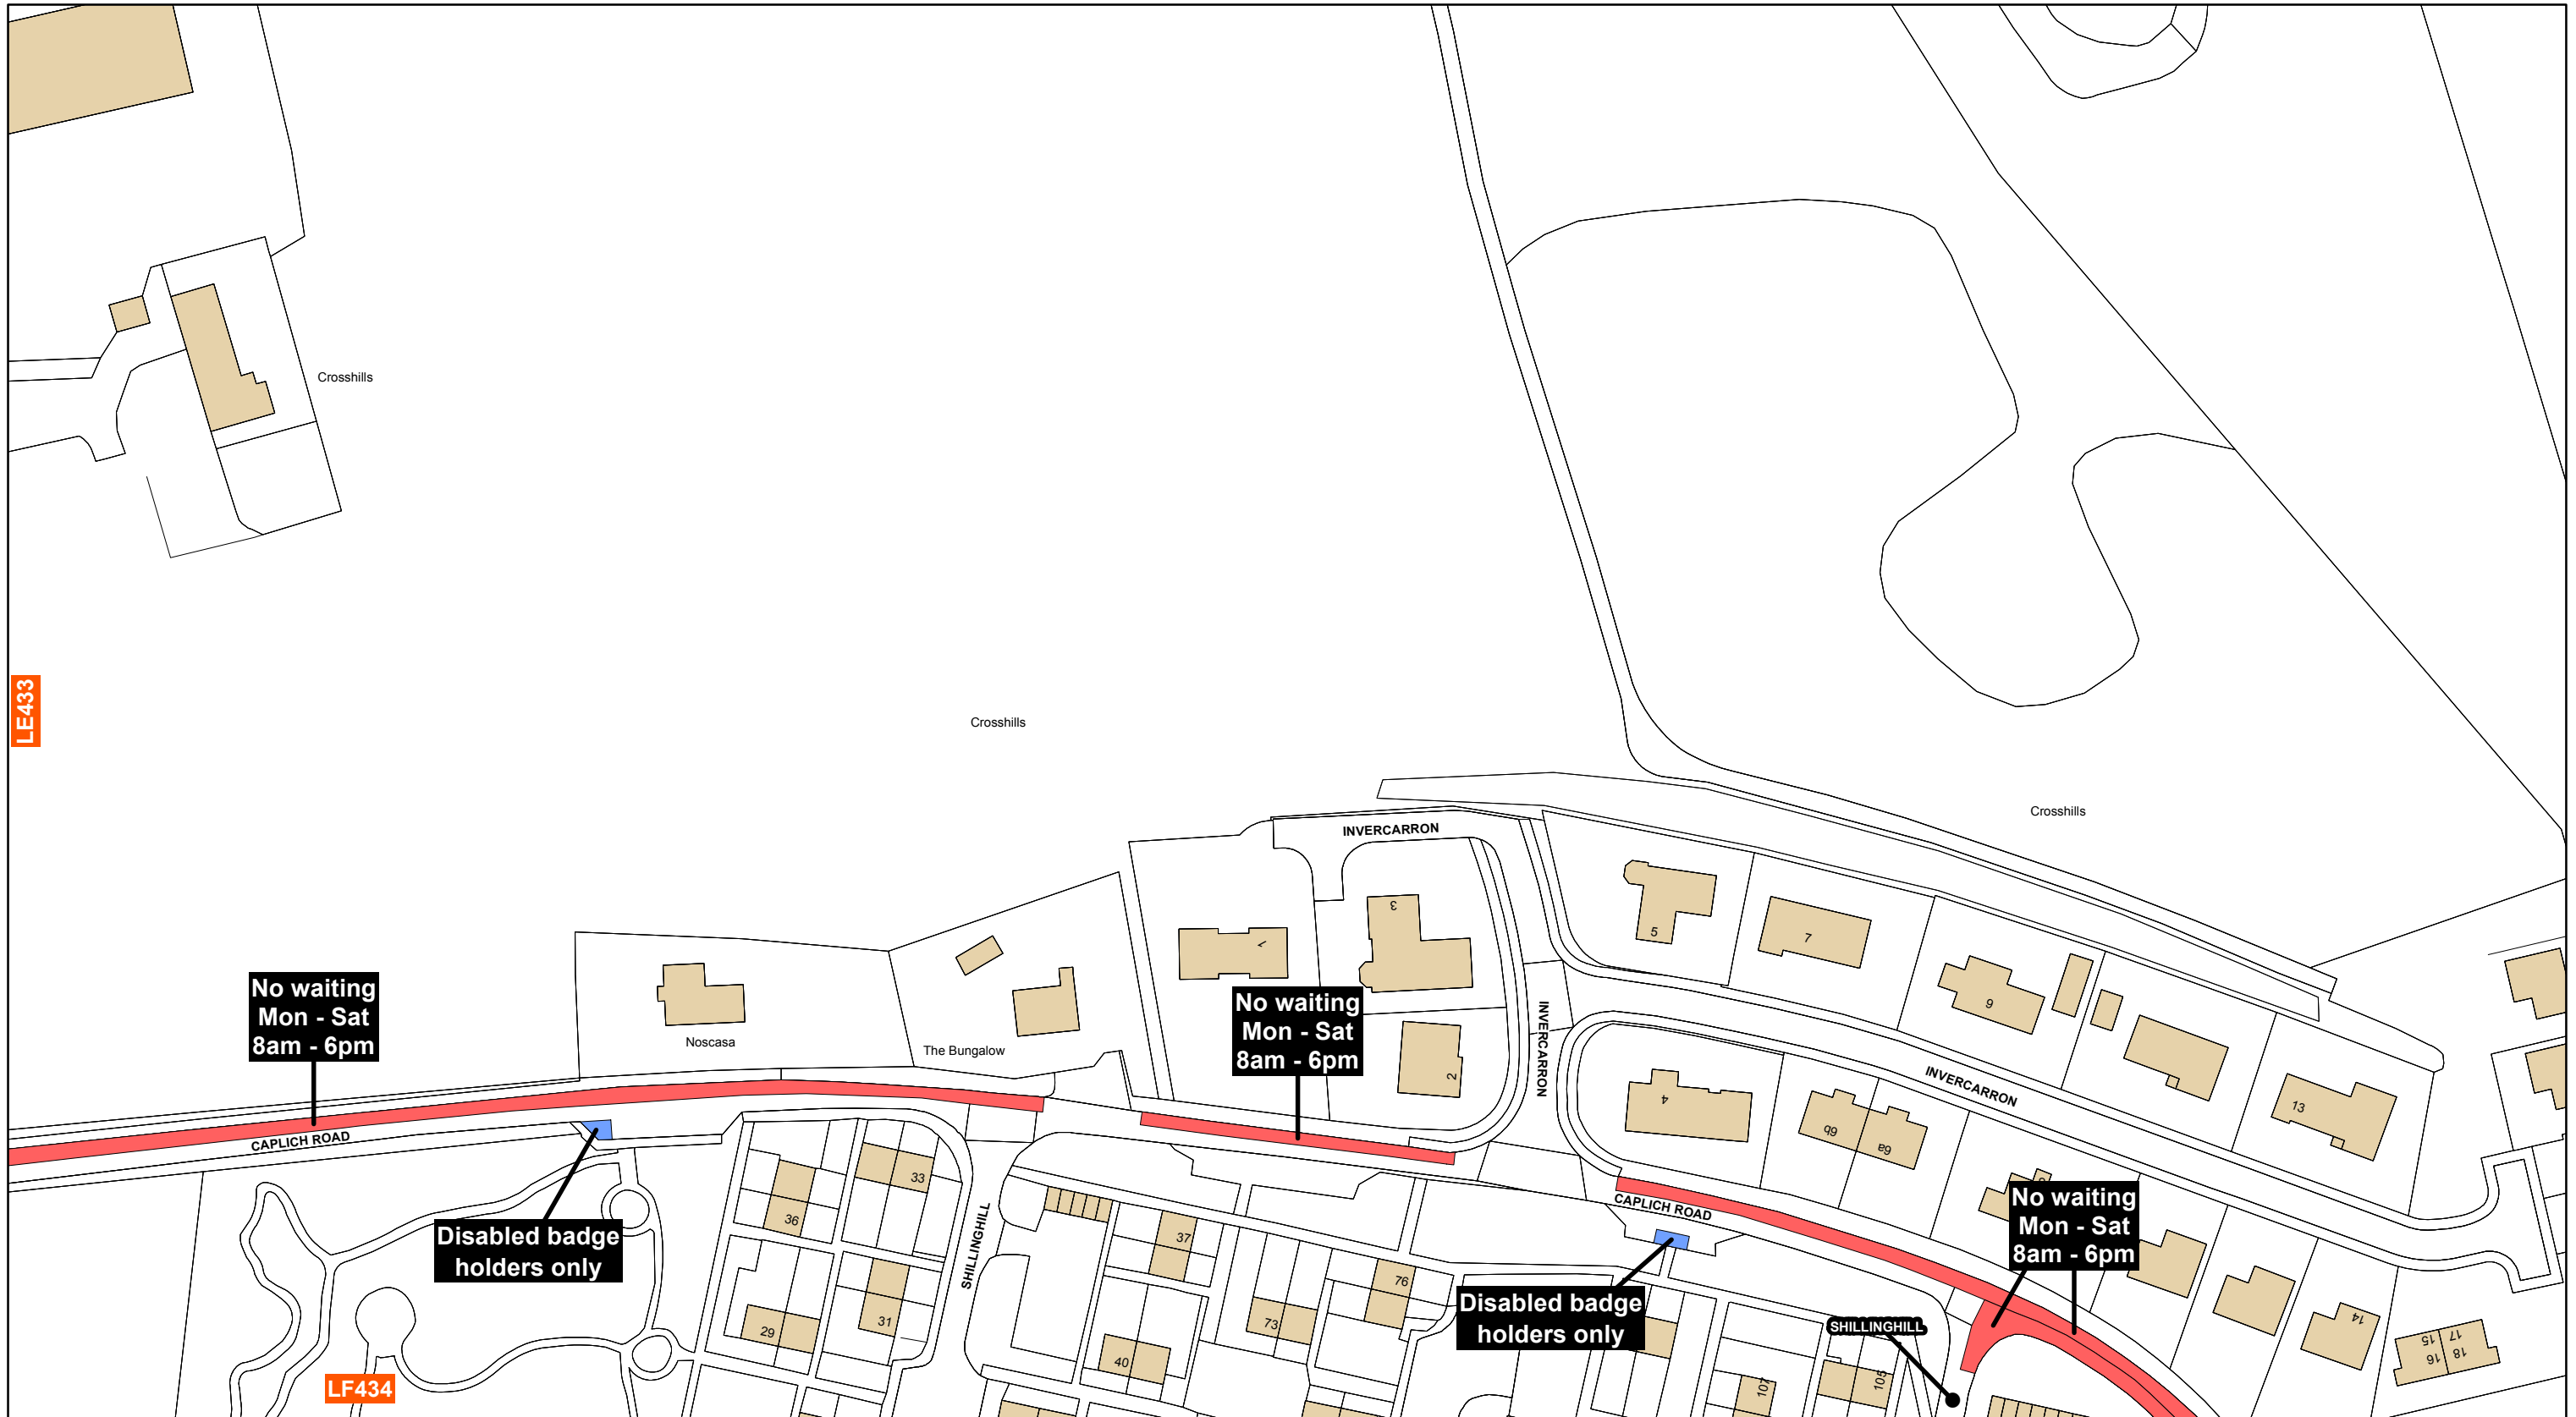 Crosshills
LE433
Crosshills
Crosshills
INVERCARRON
3
5
7
1
9
No waiting
Mon - Sat
8am - 6pm
No waiting
Mon - Sat
8am - 6pm
INVERCARRON
Noscasa
The Bungalow
2
INVERCARRON
4
6b
6a
13
CAPLICH ROAD
33
36
SHILLINGHILL
CAPLICH ROAD
No waiting
Mon - Sat
8am - 6pm
Disabled badge
holders only
37
76
29
31
73
Disabled badge
holders only
SHILLINGHILL
14
15
17
16
18
40
107
105
LF434